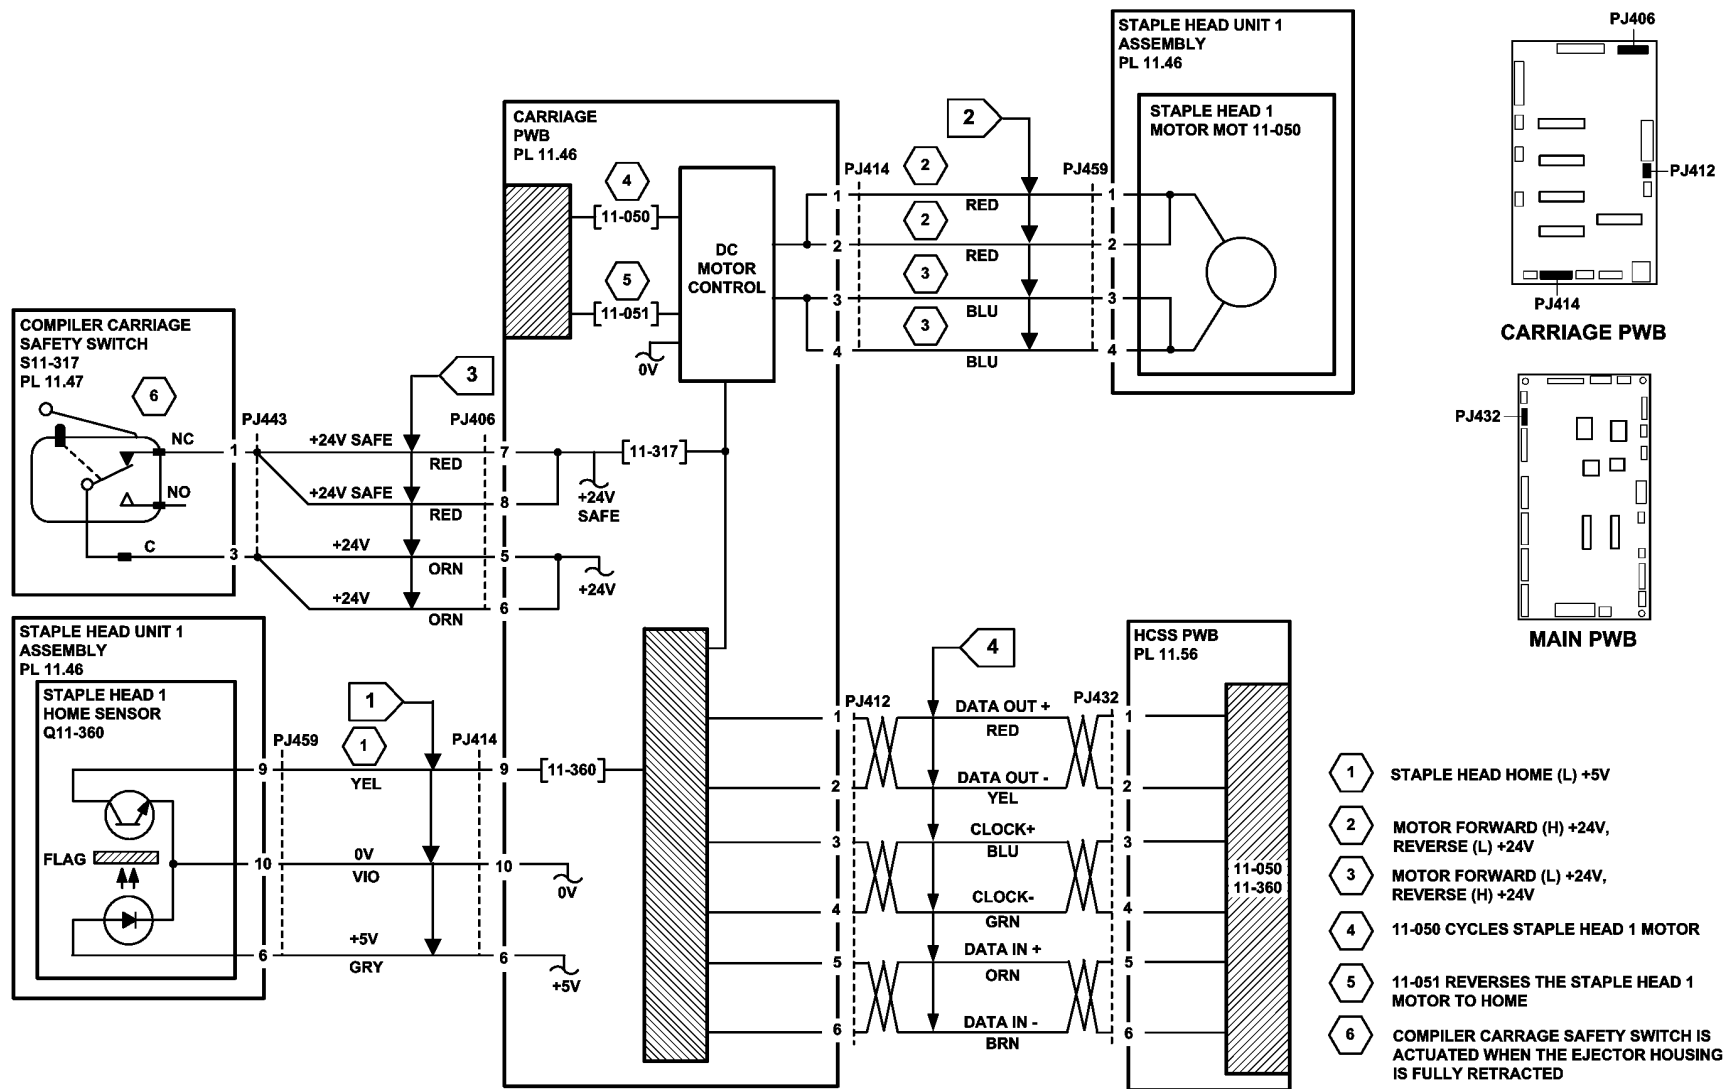 STAPLE HEAD UNIT 1
ASSEMBLY
PL 11.46
STAPLE HEAD 1
MOTOR MOT 11-050
PJ459
1
2
3
4
CARRIAGE
PWB
PL 11.46
4
11-050
5
11-051
0V
DC
MOTOR
CONTROL
PJ414
1
2
3
4
2
2
RED
2
RED
3
BLU
3
BLU
PJ406
PJ412
PJ414
CARRIAGE PWB
PJ432
MAIN PWB
COMPILER CARRIAGE
SAFETY SWITCH
S11-317
PL 11.47
6
NC
NO
C
PJ443
1
3
3
+24V SAFE
RED
+24V SAFE
RED
+24V
ORN
+24V
ORN
PJ406
7
8
5
6
11-317
+24V
SAFE
+24V
STAPLE HEAD UNIT 1
ASSEMBLY
PL 11.46
STAPLE HEAD 1
HOME SENSOR
Q11-360
FLAG
PJ459
9
10
6
1
1
YEL
0V
VIO
+5V
GRY
PJ414
9
10
6
11-360
0V
+5V
4
PJ412
1
2
3
4
5
6
DATA OUT +
RED
DATA OUT -
YEL
CLOCK+
BLU
CLOCK-
GRN
DATA IN +
ORN
DATA IN -
BRN
PJ432
1
2
3
4
5
6
HCSS PWB
PL 11.56
11-050
11-360
1 STAPLE HEAD HOME (L) +5V
2 MOTOR FORWARD (H) +24V,
REVERSE (L) +24V
3 MOTOR FORWARD (L) +24V,
REVERSE (H) +24V
4 11-050 CYCLES STAPLE HEAD 1 MOTOR
5 11-051 REVERSES THE STAPLE HEAD 1
MOTOR TO HOME
6 COMPILER CARRAGE SAFETY SWITCH IS
ACTUATED WHEN THE EJECTOR HOUSING
IS FULLY RETRACTED